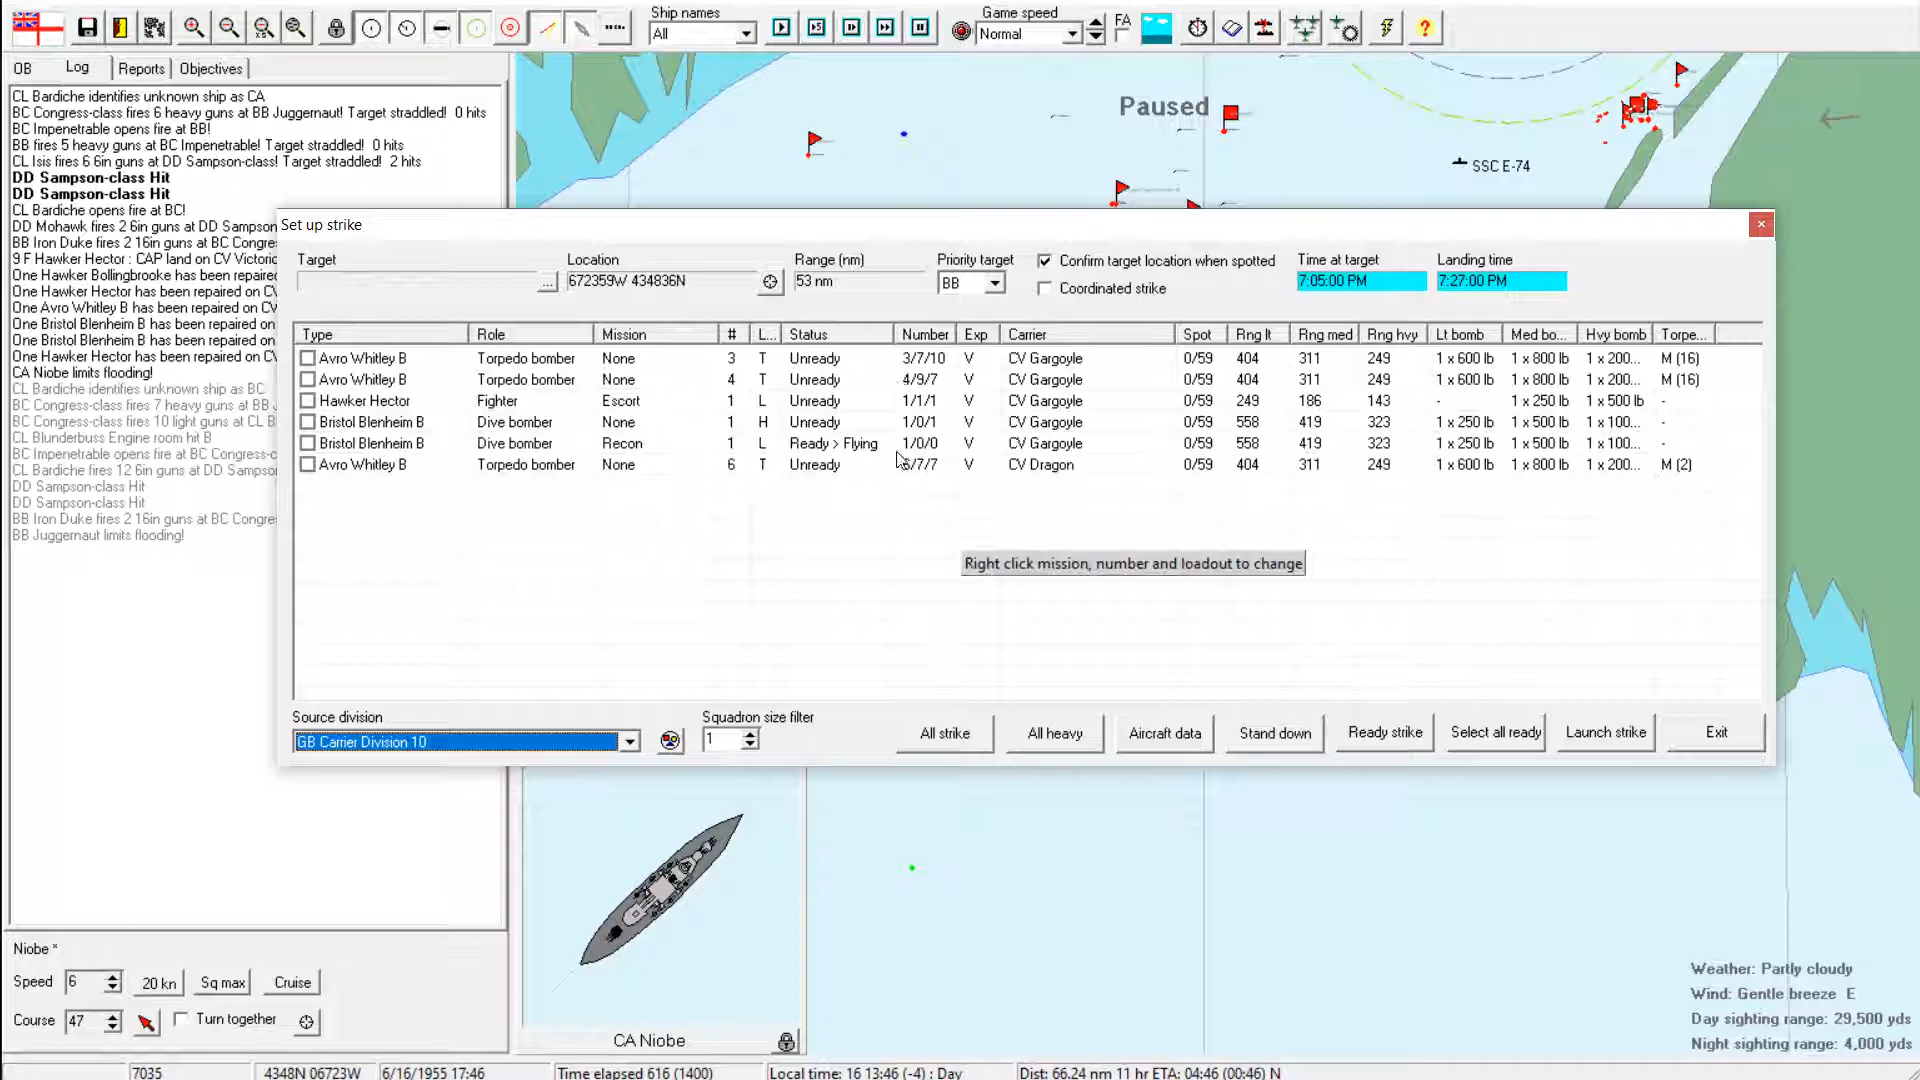 Ship names
All
Game speed
Normal
FA
OB Log Reports Objectives
CL Bardiche identifies unknown ship as CA
BC Congress-class fires 6 heavy guns at BB Juggernaut! Target straddled! 0 hits
BC Impenetrable opens fire at BB!
BB fires 5 heavy guns at BC Impenetrable! Target straddled! 0 hits
CL Isis fires 6 6in guns at DD Sampson-class! Target straddled! 2 hits
DD Sampson-class Hit
DD Sampson-class Hit
CL Bardiche opens fire at BC!
DD Mohawk fires 2 6in guns at DD Sampson
BB Iron Duke fires 2 16in guns at BC Congre
9 F Hawker Hector : CAP land on CV Victorio
One Hawker Bollingbrooke has been repaired
One Hawker Hector has been repaired on CV
One Avro Whitley B has been repaired on CV
One Bristol Blenheim B has been repaired on
One Bristol Blenheim B has been repaired on
One Hawker Hector has been repaired on CV
CA Niobe limits flooding!
CL Bardiche identifies unknown ship as BC
BC Congress-class fires 7 heavy guns at BB J
BC Congress-class fires 10 light guns at CL B
CL Blunderbuss Engine room hit B
BC Impenetrable opens fire at BC Congress-c
CL Bardiche fires 12 6in guns at DD Sampso
DD Sampson-class Hit
DD Sampson-class Hit
BB Iron Duke fires 2 16in guns at BC Congre
BB Juggernaut limits flooding!
Paused
SSC E-74
Set up strike
Target Location Range (nm) Priority target Confirm target location when spotted Time at target Landing time
... 672359W 434836N 53 nm BB Coordinated strike 7:05:00 PM 7:27:00 PM
Type Role Mission # L... Status Number Exp Carrier Spot Rng lt Rng med Rng hvy Lt bomb Med bo... Hvy bomb Torpe...
Avro Whitley B Torpedo bomber None 3 T Unready 3/7/10 V CV Gargoyle 0/59 404 311 249 1 x 600 lb 1 x 800 lb 1 x 200... M (16)
Avro Whitley B Torpedo bomber None 4 T Unready 4/9/7 V CV Gargoyle 0/59 404 311 249 1 x 600 lb 1 x 800 lb 1 x 200... M (16)
Hawker Hector Fighter Escort 1 L Unready 1/1/1 V CV Gargoyle 0/59 249 186 143 - 1 x 250 lb 1 x 500 lb -
Bristol Blenheim B Dive bomber None 1 H Unready 1/0/1 V CV Gargoyle 0/59 558 419 323 1 x 250 lb 1 x 500 lb 1 x 100... -
Bristol Blenheim B Dive bomber Recon 1 L Ready > Flying 1/0/0 V CV Gargoyle 0/59 558 419 323 1 x 250 lb 1 x 500 lb 1 x 100... -
Avro Whitley B Torpedo bomber None 6 T Unready 6/7/7 V CV Dragon 0/59 404 311 249 1 x 600 lb 1 x 800 lb 1 x 200... M (2)
Right click mission, number and loadout to change
Source division
GB Carrier Division 10
Squadron size filter
1
All strike All heavy Aircraft data Stand down Ready strike Select all ready Launch strike Exit
Niobe *
Speed 6 20 kn Sq max Cruise
Course 47 Turn together
CA Niobe
Weather: Partly cloudy
Wind: Gentle breeze E
Day sighting range: 29,500 yds
Night sighting range: 4,000 yds
7035 4348N 06723W 6/16/1955 17:46 Time elapsed 616 (1400) Local time: 16 13:46 (-4) : Day Dist: 66.24 nm 11 hr ETA: 04:46 (00:46) N